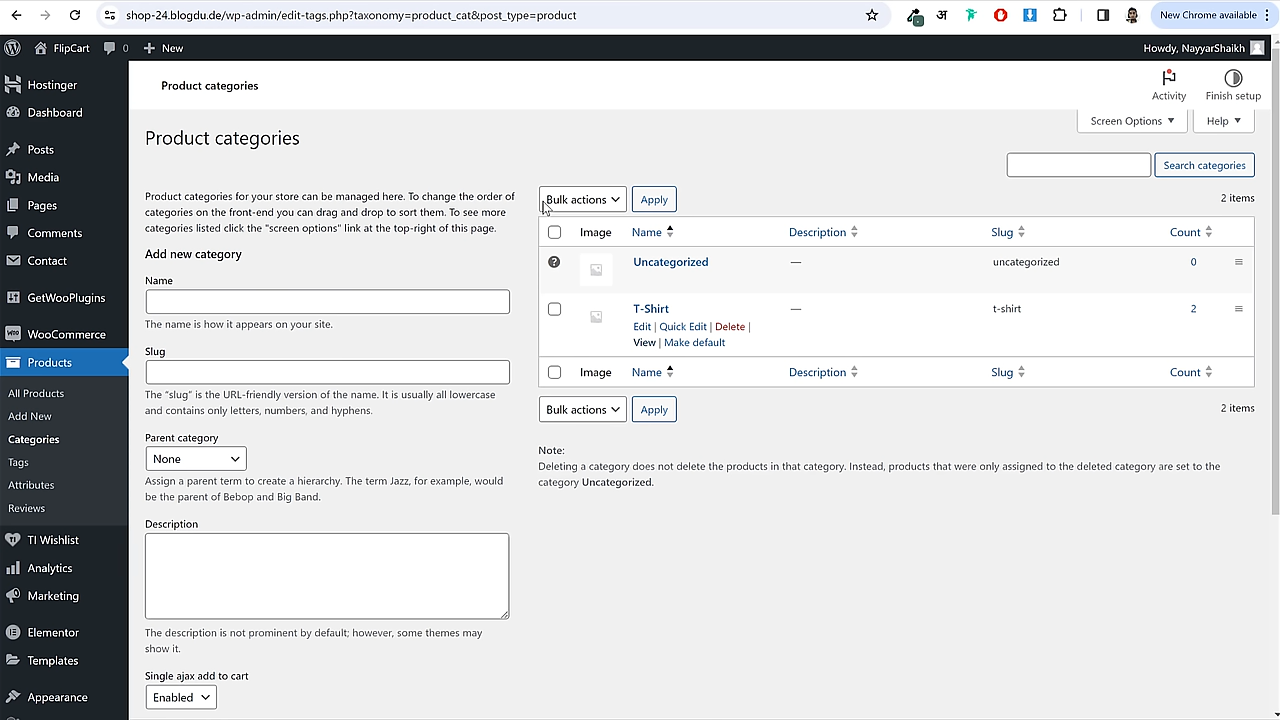 shop-24.blogdu.de/wp-admin/edit-tags.php?taxonomy=product_cat&post_type=product
अ
New Chrome available
FlipCart
0
New
Howdy, NayyarShaikh
Hostinger
Dashboard
Posts
Media
Pages
Comments
Contact
GetWooPlugins
WooCommerce
Products
All Products
Add New
Categories
Tags
Attributes
Reviews
TI Wishlist
Analytics
Marketing
Elementor
Templates
Appearance
Product categories
Activity
Finish setup
Screen Options
Help
Product categories
Search categories
Product categories for your store can be managed here. To change the order of
categories on the front-end you can drag and drop to sort them. To see more
categories listed click the "screen options" link at the top-right of this page.
Add new category
Name
The name is how it appears on your site.
Slug
The “slug” is the URL-friendly version of the name. It is usually all lowercase
and contains only letters, numbers, and hyphens.
Parent category
None
Assign a parent term to create a hierarchy. The term Jazz, for example, would
be the parent of Bebop and Big Band.
Description
The description is not prominent by default; however, some themes may
show it.
Single ajax add to cart
Enabled
Bulk actions
Apply
2 items
Image Name Description Slug Count
Uncategorized — uncategorized 0
T-Shirt — t-shirt 2
Edit | Quick Edit | Delete |
View | Make default
Image Name Description Slug Count
Bulk actions
Apply
2 items
Note:
Deleting a category does not delete the products in that category. Instead, products that were only assigned to the deleted category are set to the
category Uncategorized.